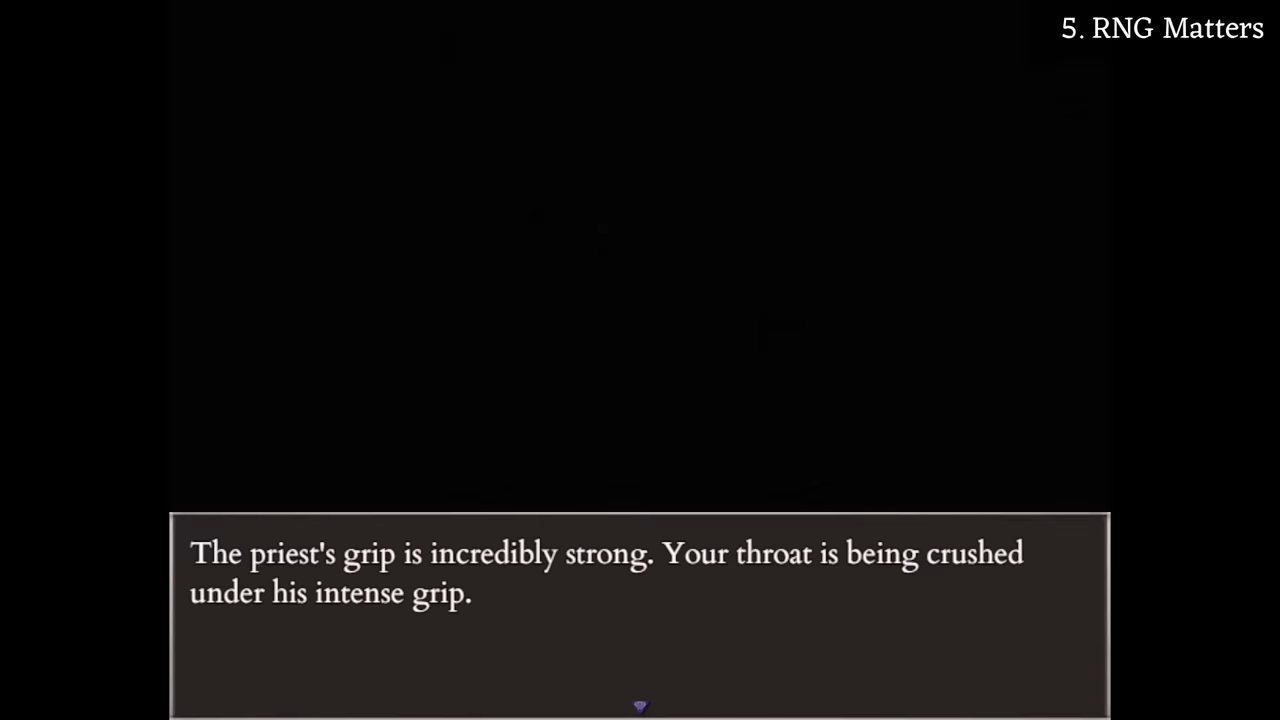 5. RNG Matters
The priest's grip is incredibly strong. Your throat is being crushed
under his intense grip.